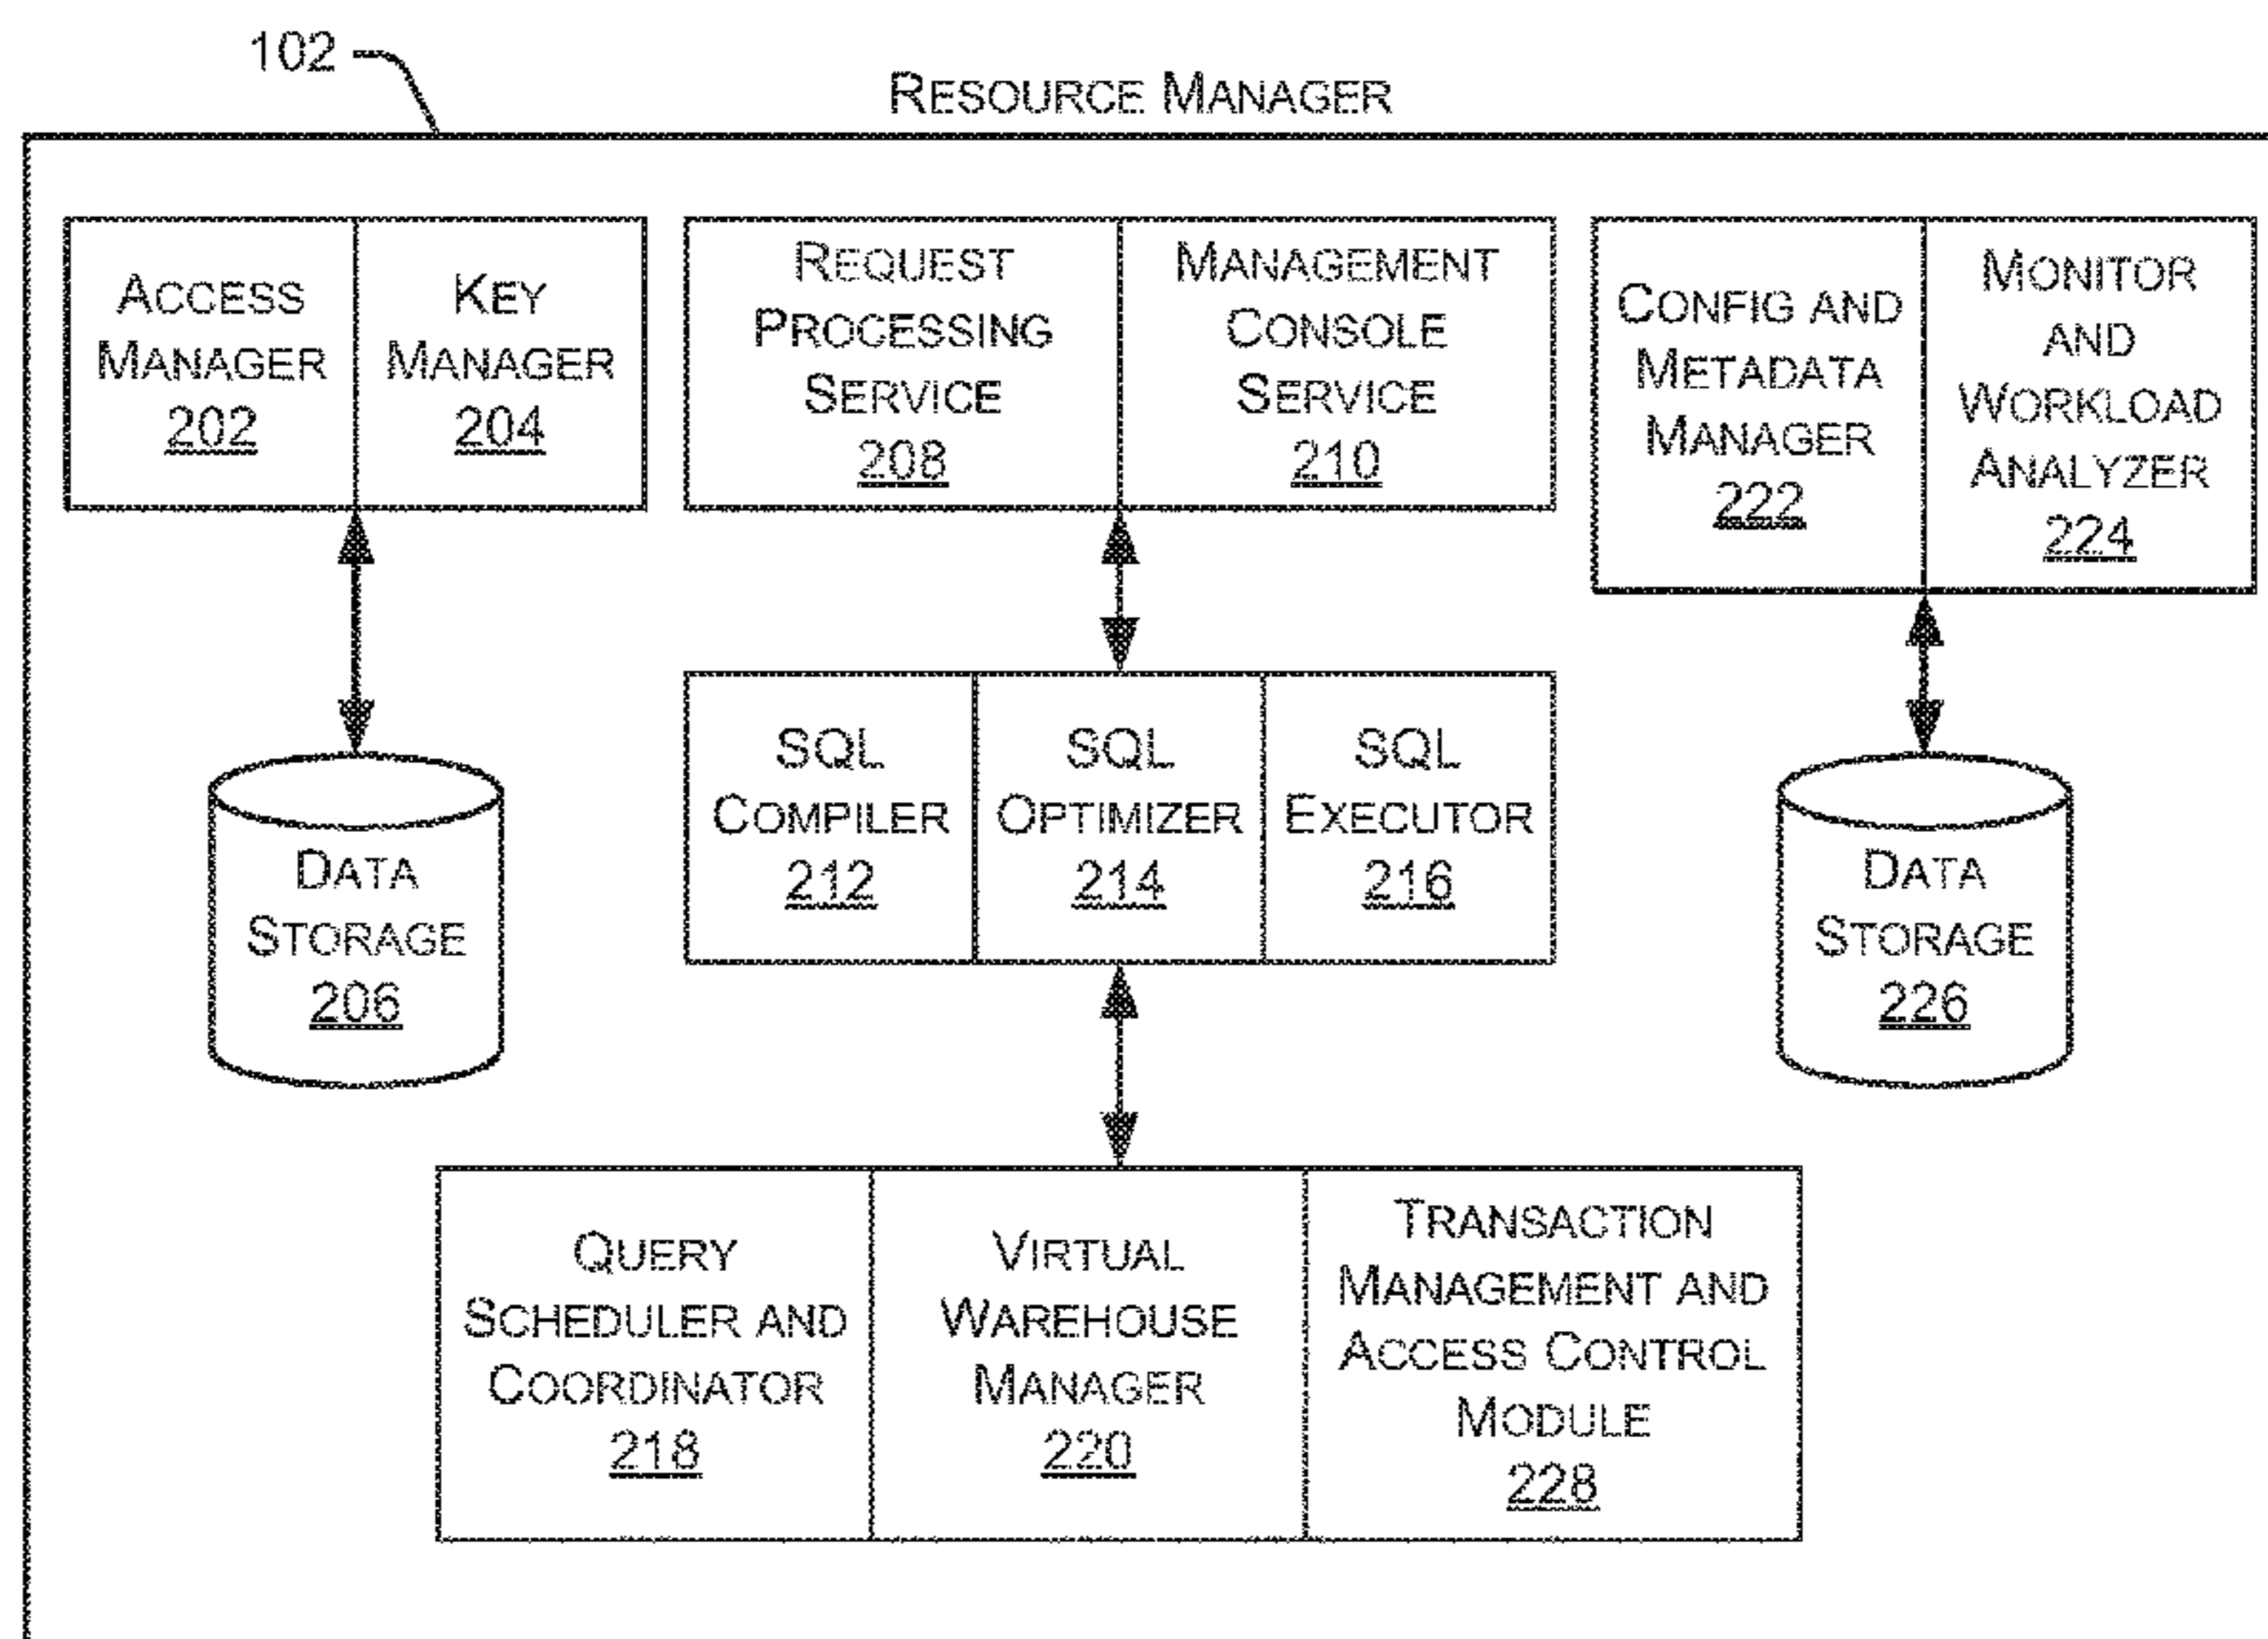 102
RESOURCE MANAGER
ACCESS
MANAGER
202
KEY
MANAGER
204
REQUEST
PROCESSING
SERVICE
208
MANAGEMENT
CONSOLE
SERVICE
210
CONFIG AND
METADATA
MANAGER
222
MONITOR
AND
WORKLOAD
ANALYZER
224
DATA
STORAGE
206
SQL
COMPILER
212
SQL
OPTIMIZER
214
SQL
EXECUTOR
216
DATA
STORAGE
226
QUERY
SCHEDULER AND
COORDINATOR
218
VIRTUAL
WAREHOUSE
MANAGER
220
TRANSACTION
MANAGEMENT AND
ACCESS CONTROL
MODULE
228